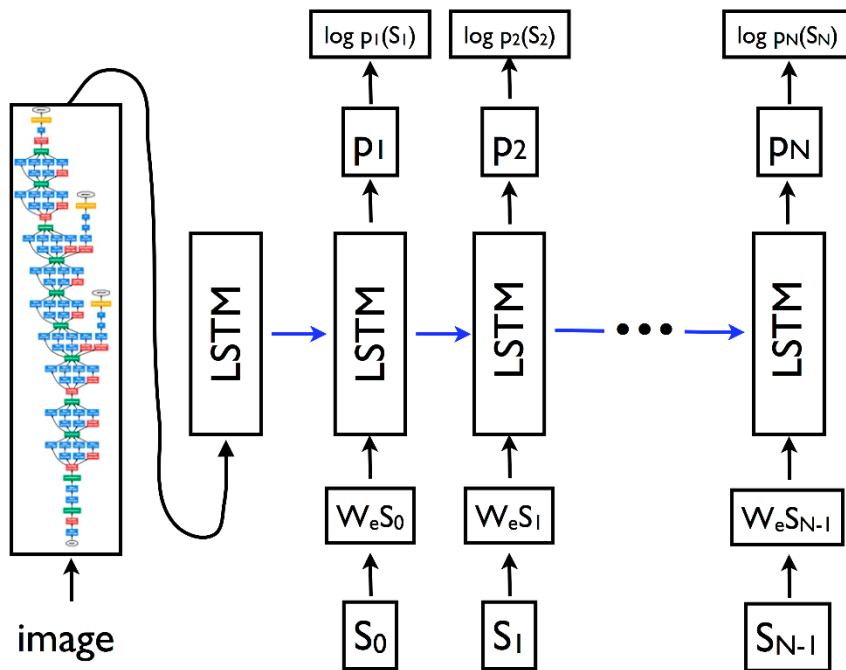 log p₁(S₁) log p₂(S₂) log pN(SN)
p₁ p₂ pN
LSTM LSTM LSTM ••• LSTM
WₑS₀ WₑS₁ WₑSN-1
image S₀ S₁ SN-1